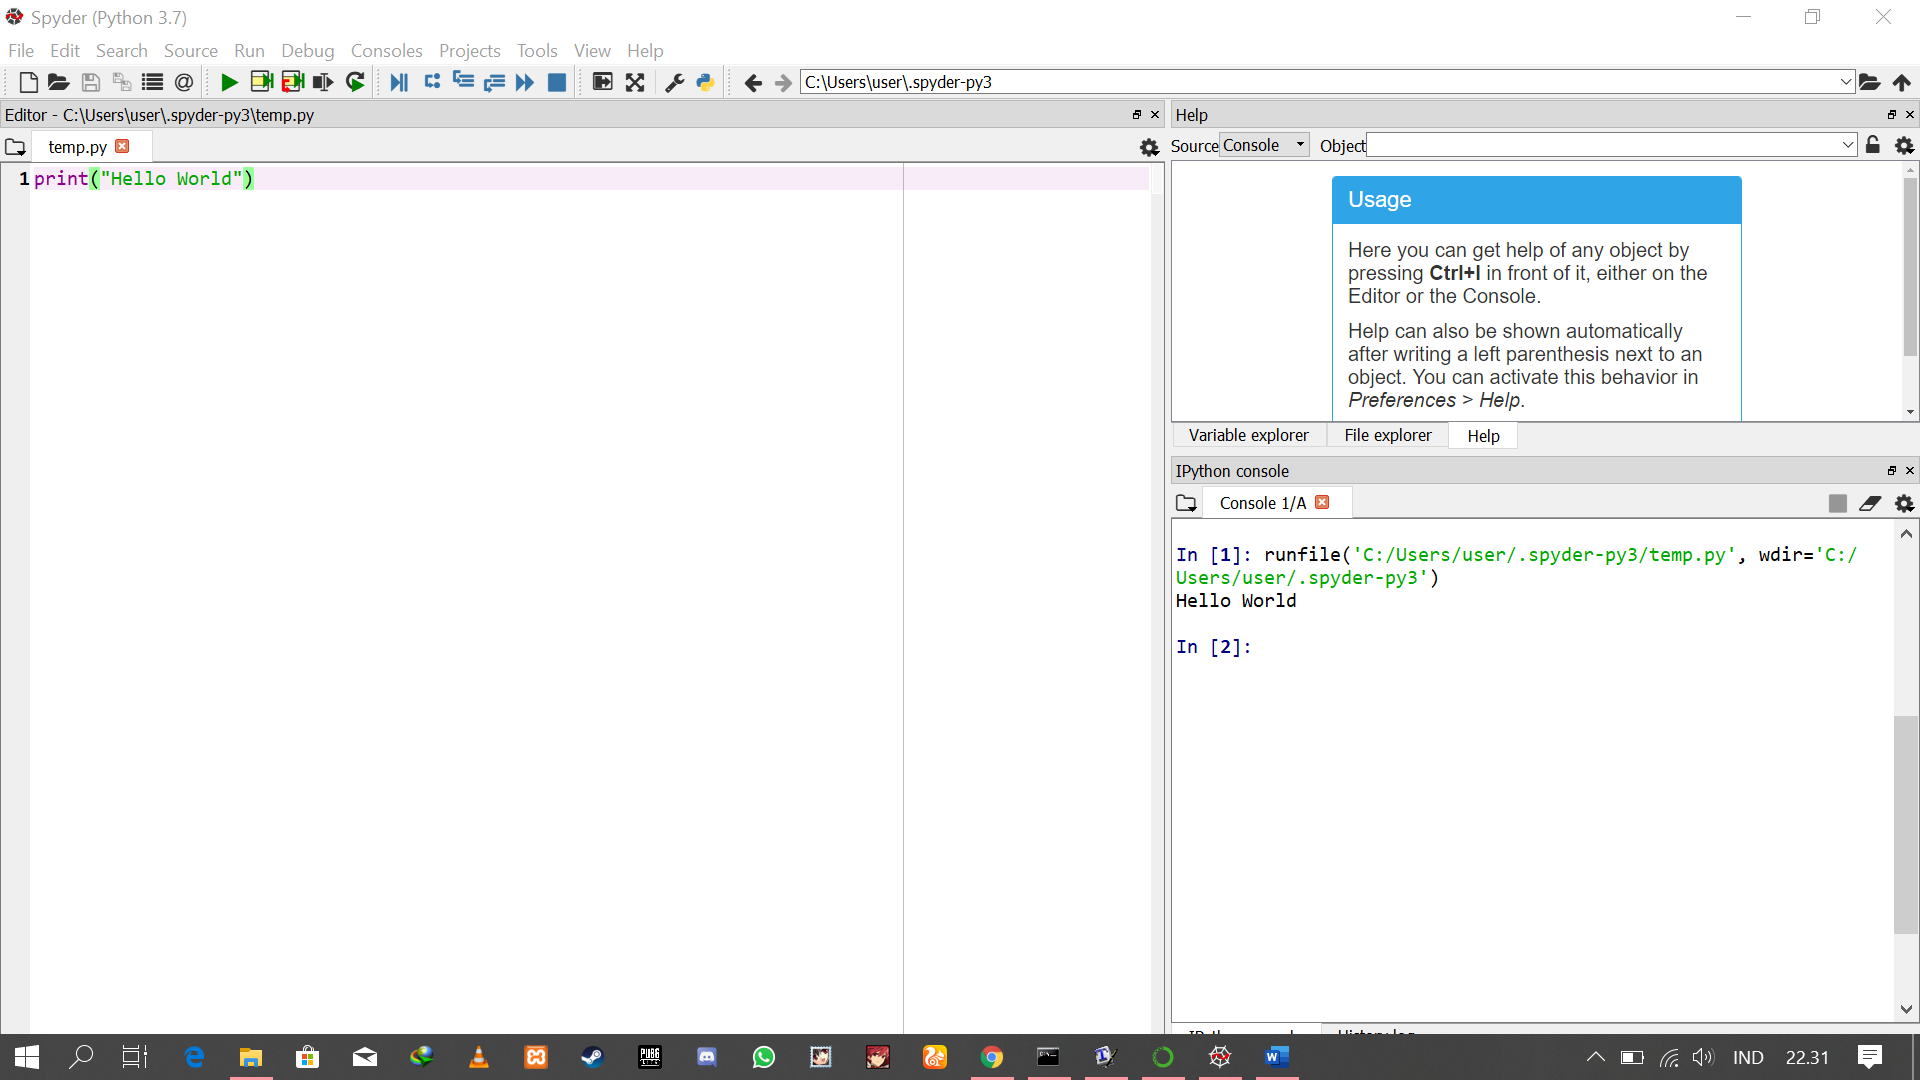 Spyder (Python 3.7)
File Edit Search Source Run Debug Consoles Projects Tools View Help
C:\Users\user\.spyder-py3
Editor - C:\Users\user\.spyder-py3\temp.py
temp.py
1 print("Hello World")
Help
Source Console Object
Usage
Here you can get help of any object by
pressing Ctrl+I in front of it, either on the
Editor or the Console.
Help can also be shown automatically
after writing a left parenthesis next to an
object. You can activate this behavior in
Preferences > Help.
Variable explorer File explorer Help
IPython console
Console 1/A
In [1]: runfile('C:/Users/user/.spyder-py3/temp.py', wdir='C:/
Users/user/.spyder-py3')
Hello World
In [2]:
PUBG
IND 22.31